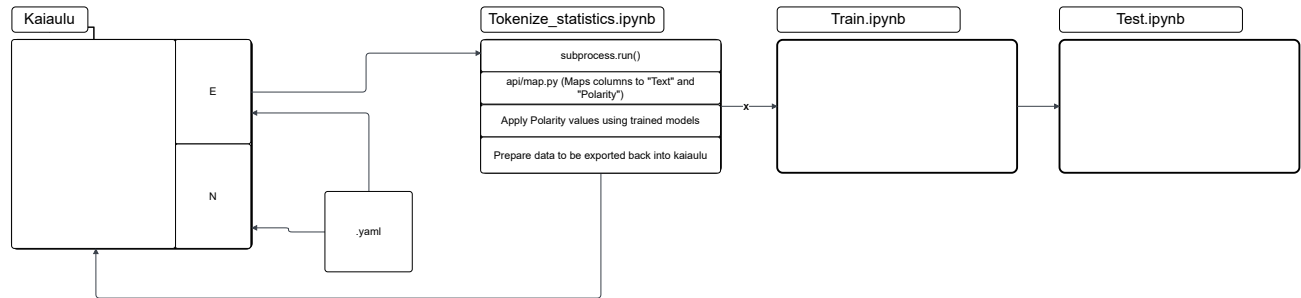 Kaiaulu
Tokenize_statistics.ipynb
Train.ipynb
Test.ipynb
E
N
.yaml
subprocess.run()
api/map.py (Maps columns to "Text" and
"Polarity")
Apply Polarity values using trained models
Prepare data to be exported back into kaiaulu
x